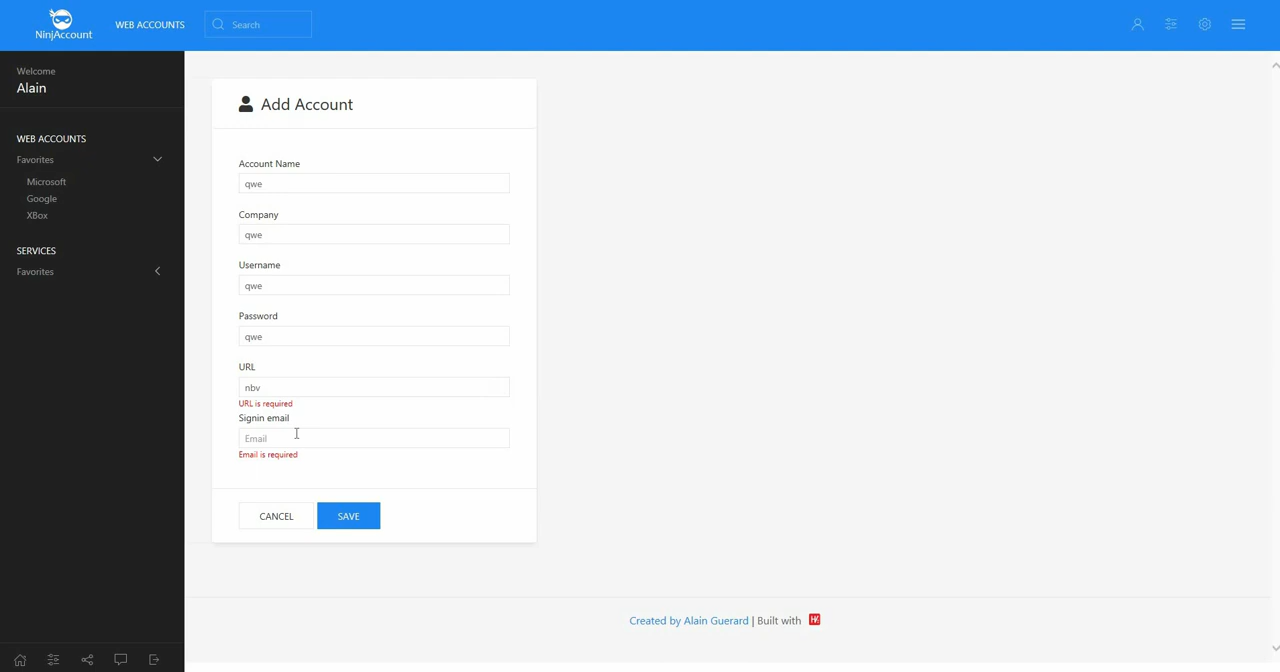 NinjAccount
WEB ACCOUNTS
Search
Welcome
Alain
WEB ACCOUNTS
Favorites
Microsoft
Google
XBox
SERVICES
Favorites
Add Account
Account Name
qwe
Company
qwe
Username
qwe
Password
qwe
URL
nbv
URL is required
Signin email
Email
Email is required
CANCEL
SAVE
Created by Alain Guerard | Built with